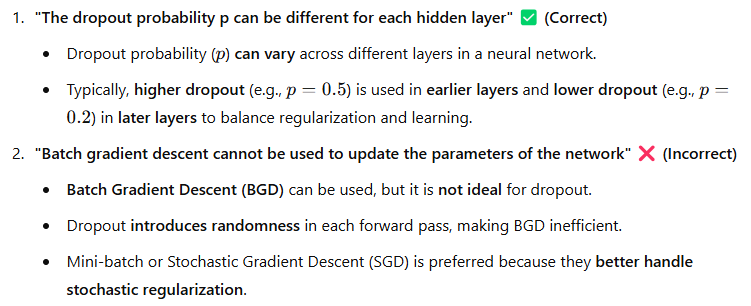 1. "The dropout probability p can be different for each hidden layer" ✅ (Correct)
• Dropout probability (p) can vary across different layers in a neural network.
• Typically, higher dropout (e.g., p = 0.5) is used in earlier layers and lower dropout (e.g., p =
0.2) in later layers to balance regularization and learning.
2. "Batch gradient descent cannot be used to update the parameters of the network" ❌ (Incorrect)
• Batch Gradient Descent (BGD) can be used, but it is not ideal for dropout.
• Dropout introduces randomness in each forward pass, making BGD inefficient.
• Mini-batch or Stochastic Gradient Descent (SGD) is preferred because they better handle
stochastic regularization.